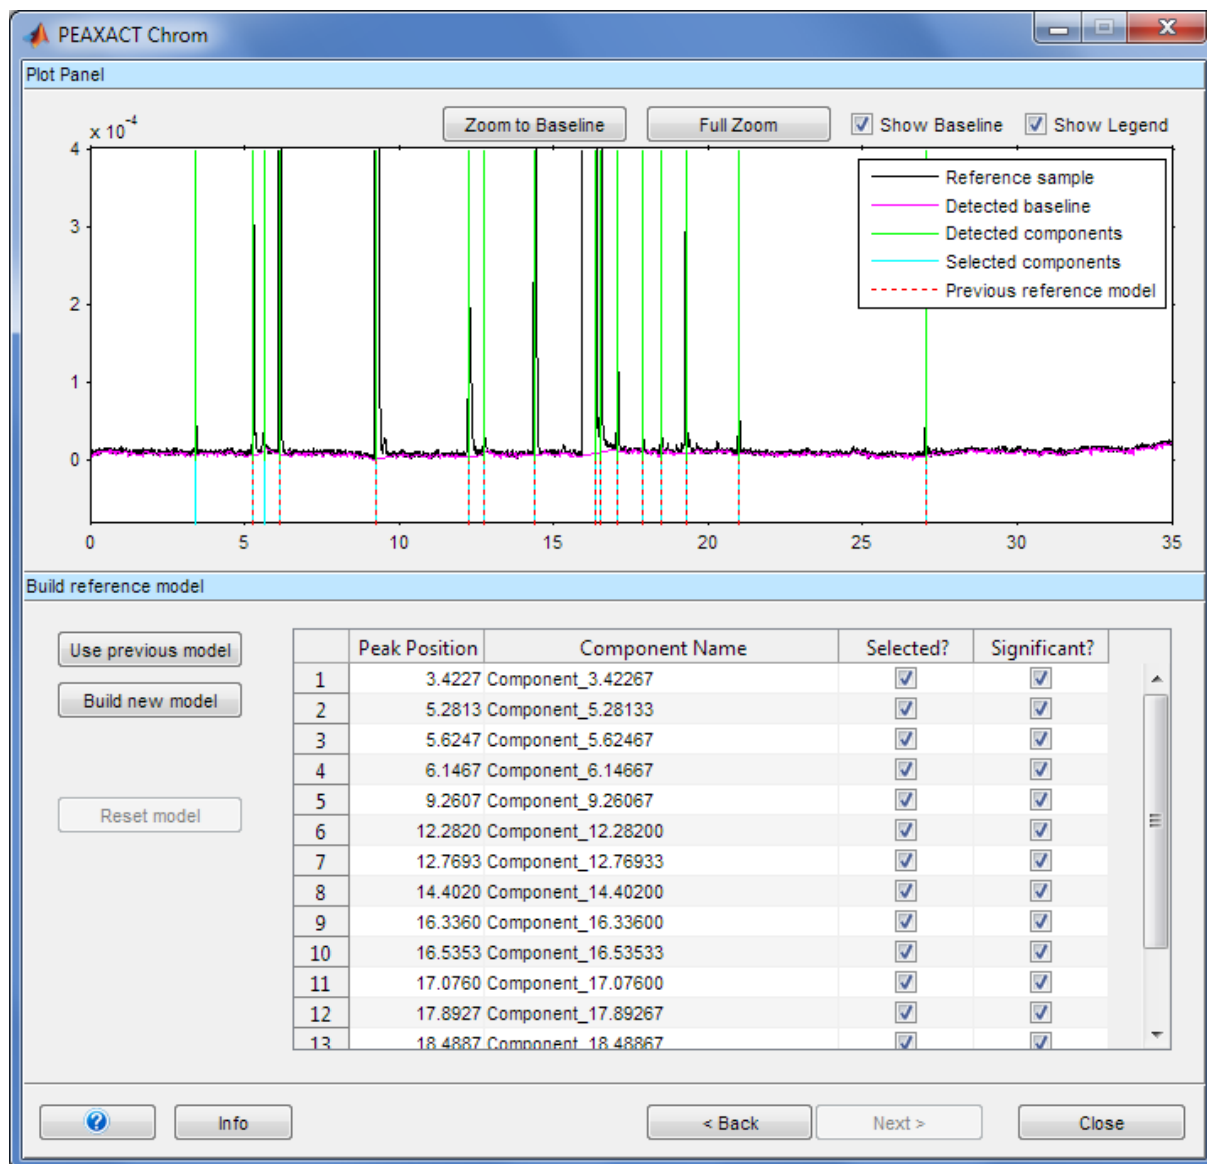 PEAXACT Chrom
Plot Panel
Zoom to Baseline Full Zoom Show Baseline Show Legend
x 10^-4
4
3
2
1
0
Reference sample
Detected baseline
Detected components
Selected components
Previous reference model
0 5 10 15 20 25 30 35
Build reference model
Use previous model
Build new model
Reset model
Peak Position Component Name Selected? Significant?
1 3.4227 Component_3.42267
2 5.2813 Component_5.28133
3 5.6247 Component_5.62467
4 6.1467 Component_6.14667
5 9.2607 Component_9.26067
6 12.2820 Component_12.28200
7 12.7693 Component_12.76933
8 14.4020 Component_14.40200
9 16.3360 Component_16.33600
10 16.5353 Component_16.53533
11 17.0760 Component_17.07600
12 17.8927 Component_17.89267
13 18.4887 Component_18.48867
? Info < Back Next > Close